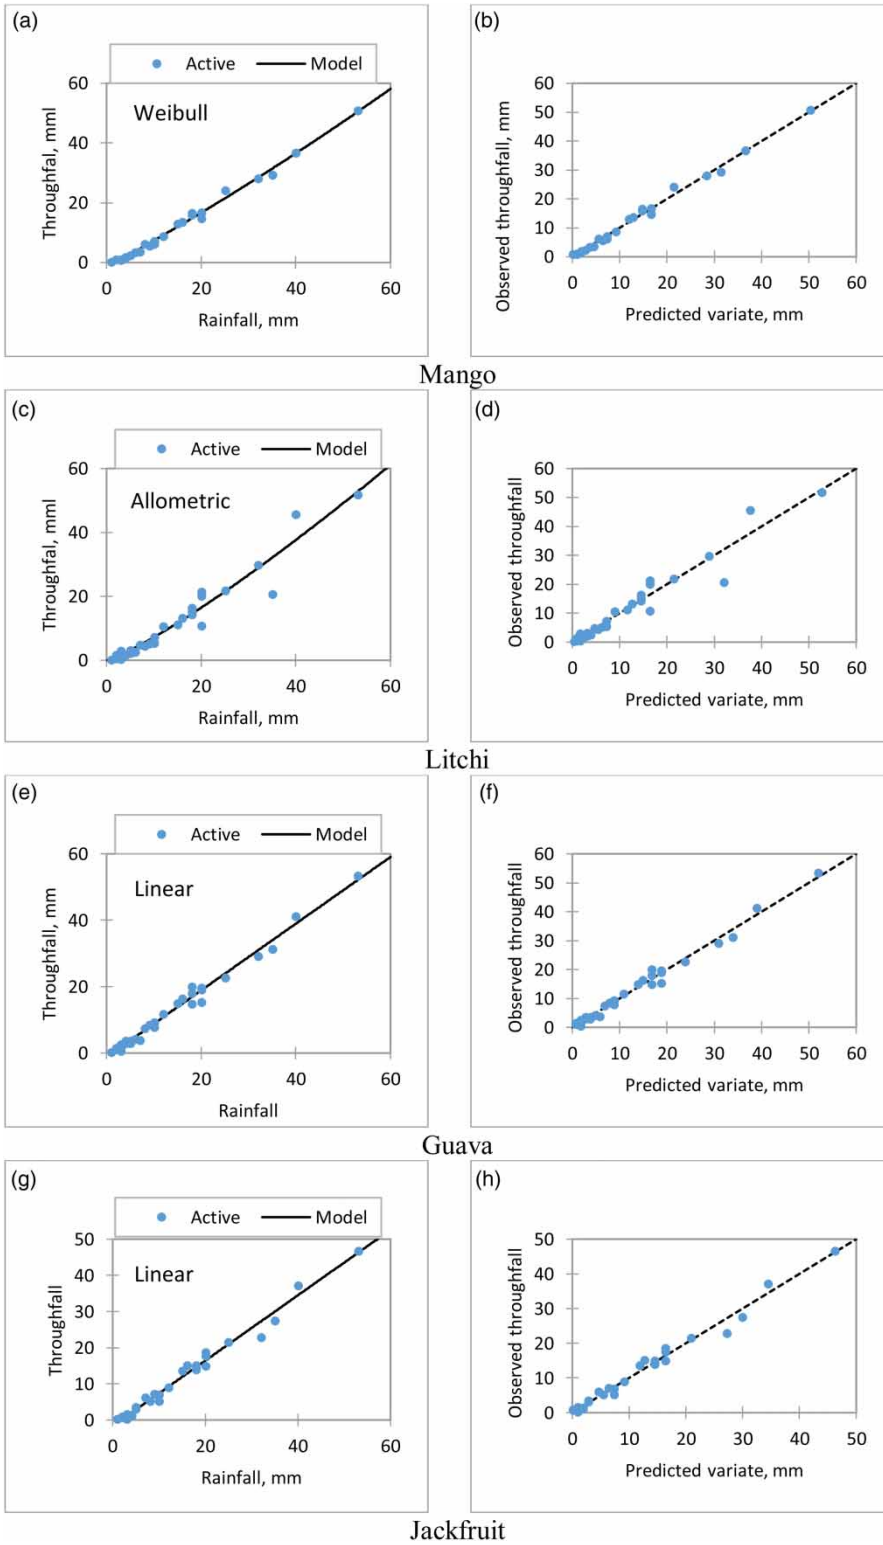 (a)
Active Model
Throughfal, mml
60
40
20
0
Weibull
0 20 40 60
Rainfall, mm
(b)
Observed throughfall, mm
60
50
40
30
20
10
0
0 10 20 30 40 50 60
Predicted variate, mm
Mango
(c)
Active Model
Throughfal, mml
60
40
20
0
Allometric
0 20 40 60
Rainfall, mm
(d)
Observed throughfall
60
50
40
30
20
10
0
0 10 20 30 40 50 60
Predicted variate, mm
Litchi
(e)
Active Model
Throughfall, mm
60
40
20
0
Linear
0 20 40 60
Rainfall
(f)
Observed throughfall
60
50
40
30
20
10
0
0 10 20 30 40 50 60
Predicted variate, mm
Guava
(g)
Active Model
Throughfall
50
40
30
20
10
0
Linear
0 20 40 60
Rainfall, mm
(h)
Observed throughfall
50
40
30
20
10
0
0 10 20 30 40 50
Predicted variate, mm
Jackfruit